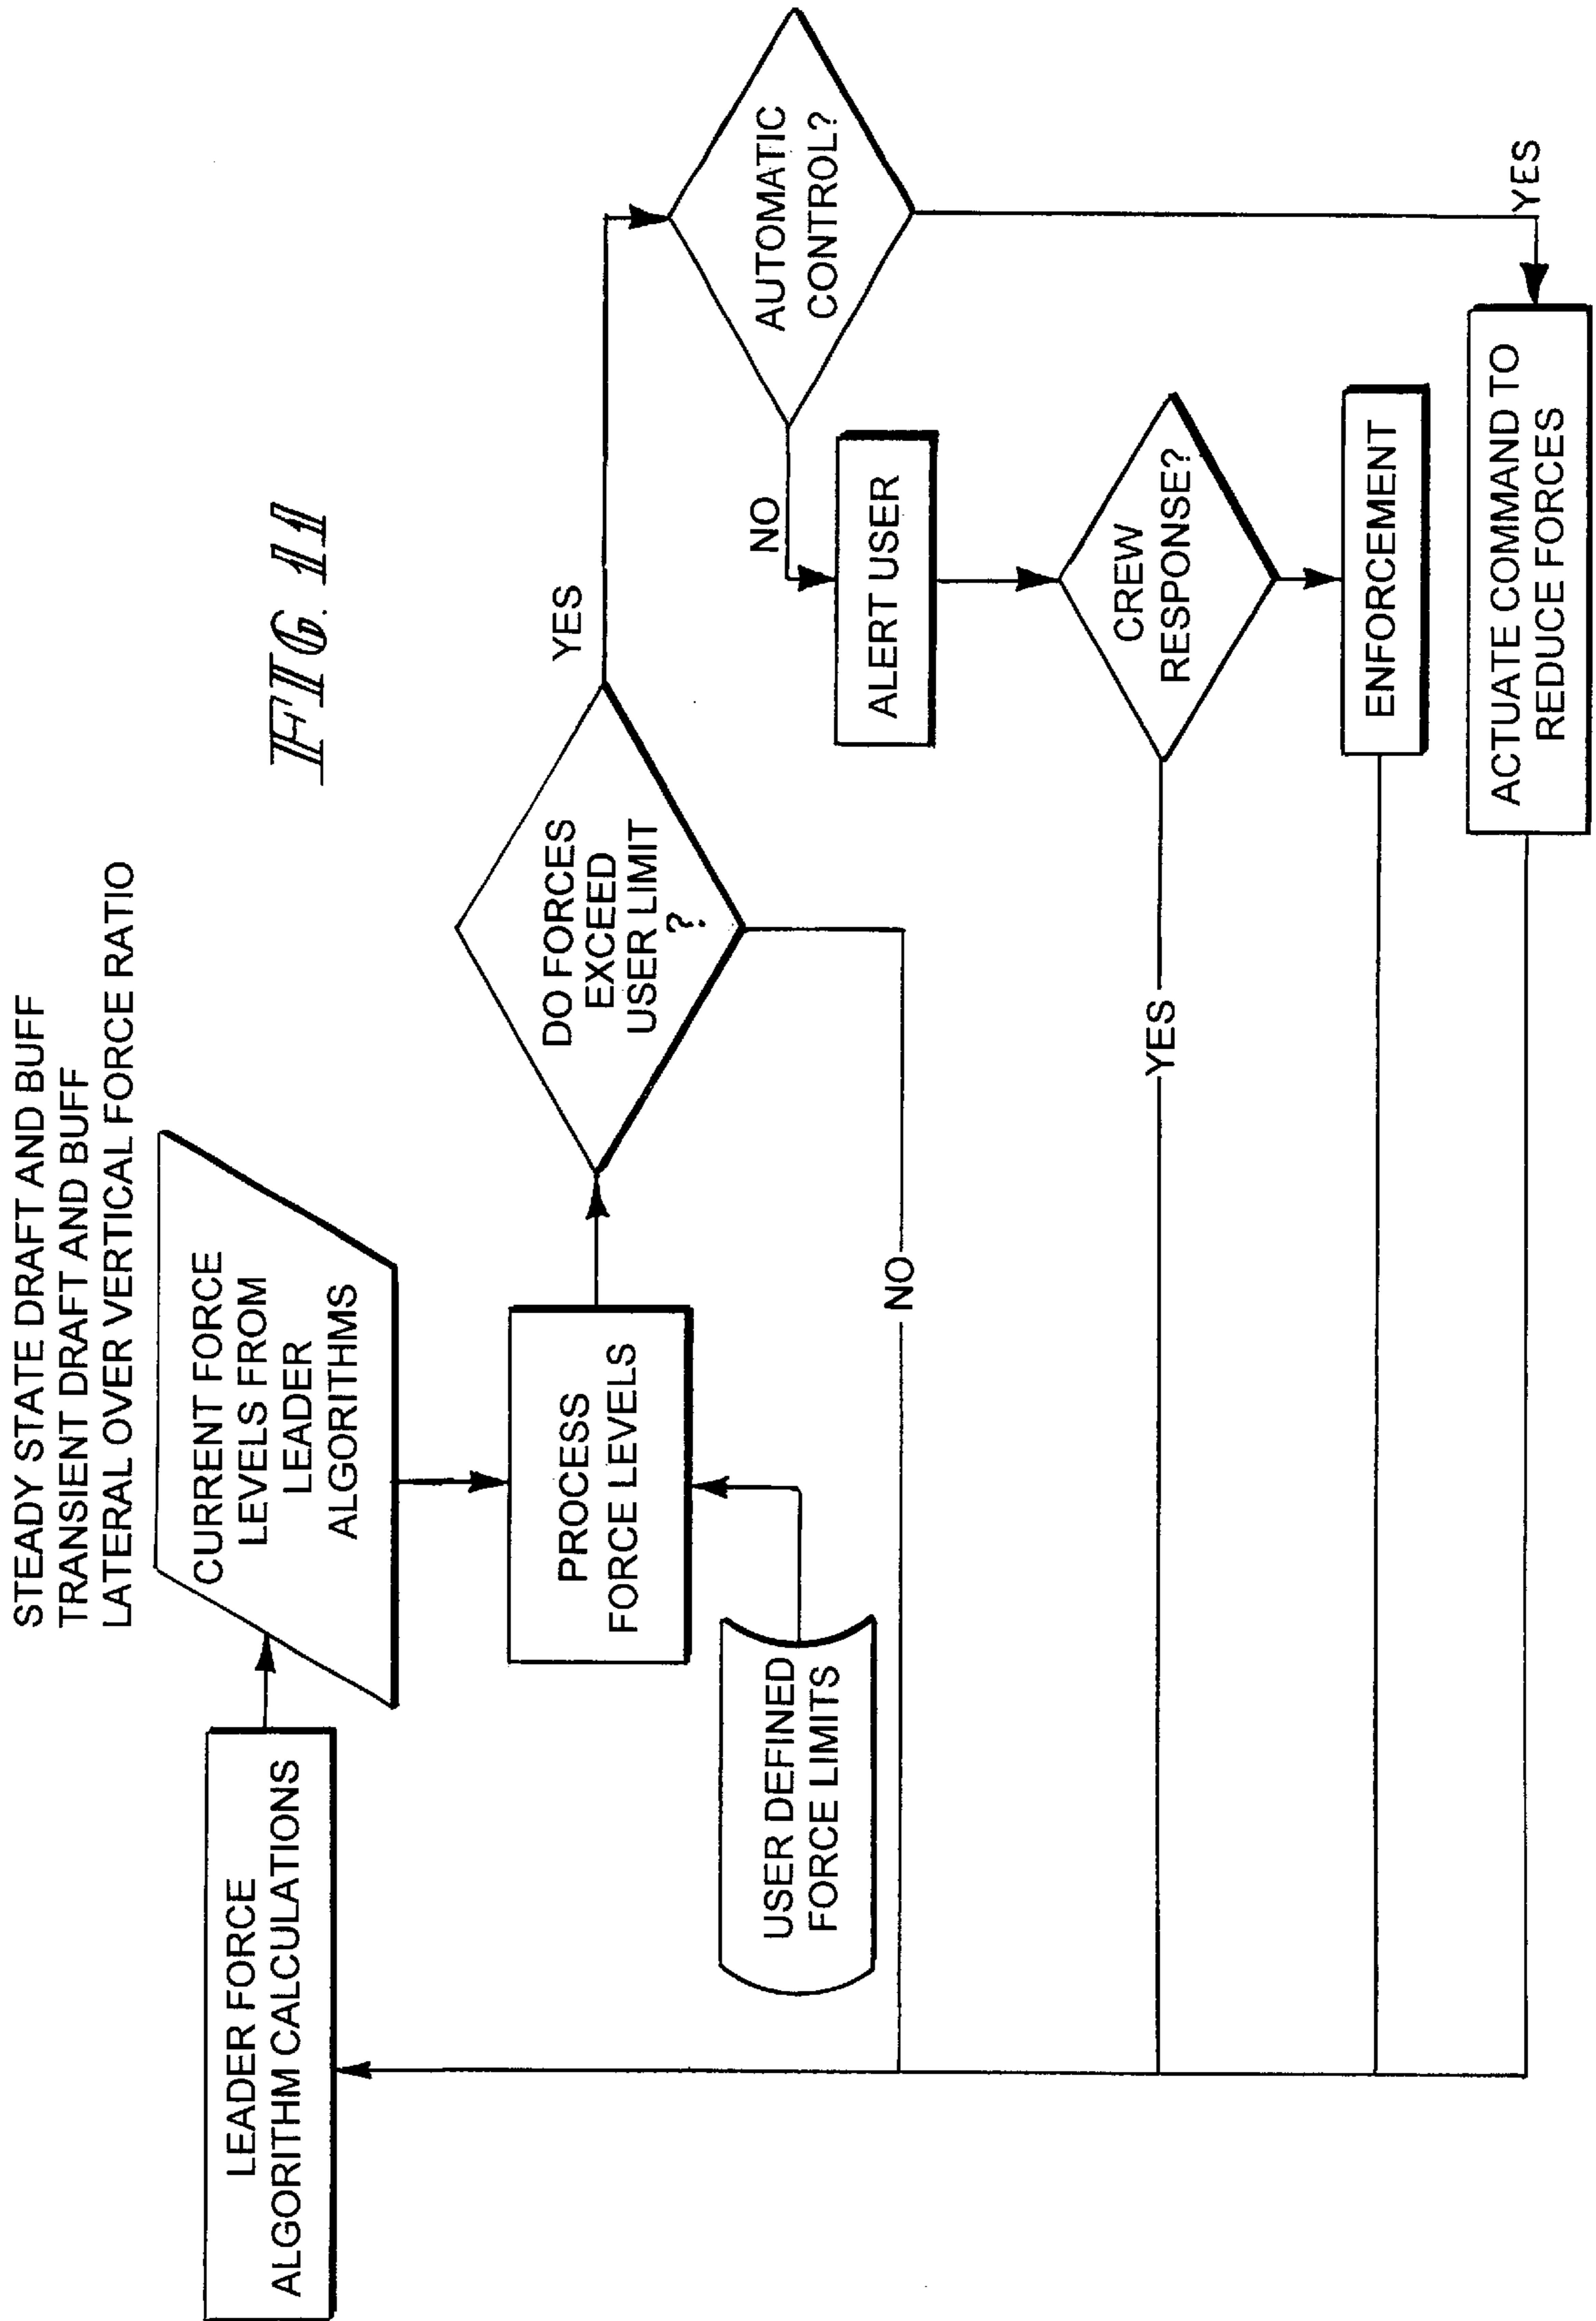 STEADY STATE DRAFT AND BUFF
TRANSIENT DRAFT AND BUFF
LATERAL OVER VERTICAL FORCE RATIO
LEADER FORCE
ALGORITHM CALCULATIONS
CURRENT FORCE
LEVELS FROM
LEADER
ALGORITHMS
FIG. 11
PROCESS
FORCE LEVELS
USER DEFINED
FORCE LIMITS
DO FORCES
EXCEED
USER LIMIT
?
YES
NO
AUTOMATIC
CONTROL?
NO
ALERT USER
CREW
RESPONSE?
YES
ENFORCEMENT
YES
ACTUATE COMMAND TO
REDUCE FORCES